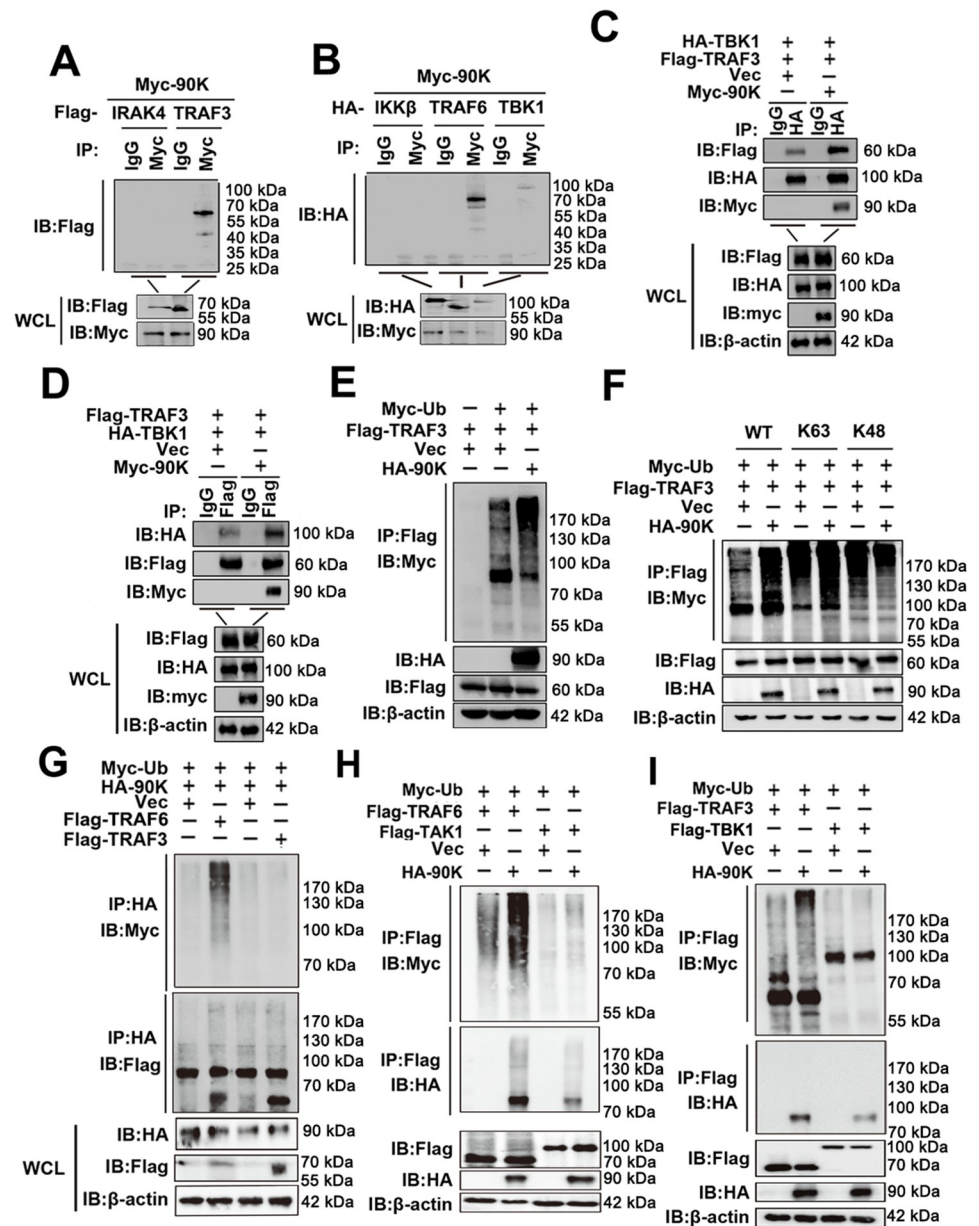 A
Myc-90K
Flag- IRAK4 TRAF3
IP: IgG Myc IgG Myc
IB:Flag
100 kDa
70 kDa
55 kDa
40 kDa
35 kDa
25 kDa
WCL
IB:Flag 70 kDa
55 kDa
IB:Myc 90 kDa
B
Myc-90K
HA- IKKβ TRAF6 TBK1
IP: IgG Myc IgG Myc IgG Myc
IB:HA
100 kDa
70 kDa
55 kDa
40 kDa
35 kDa
25 kDa
WCL
IB:HA 100 kDa
55 kDa
IB:Myc 90 kDa
C
HA-TBK1 + +
Flag-TRAF3 + +
Vec + −
Myc-90K − +
IP: IgG HA IgG HA
IB:Flag 60 kDa
IB:HA 100 kDa
IB:Myc 90 kDa
WCL
IB:Flag 60 kDa
IB:HA 100 kDa
IB:myc 90 kDa
IB:β-actin 42 kDa
D
Flag-TRAF3 + +
HA-TBK1 + +
Vec + −
Myc-90K − +
IP: IgG Flag IgG Flag
IB:HA 100 kDa
IB:Flag 60 kDa
IB:Myc 90 kDa
WCL
IB:Flag 60 kDa
IB:HA 100 kDa
IB:myc 90 kDa
IB:β-actin 42 kDa
E
Myc-Ub − + +
Flag-TRAF3 + + +
Vec + + −
HA-90K − − +
IP:Flag
IB:Myc
170 kDa
130 kDa
100 kDa
70 kDa
55 kDa
IB:HA 90 kDa
IB:Flag 60 kDa
IB:β-actin 42 kDa
F
WT K63 K48
Myc-Ub + + + + + +
Flag-TRAF3 + + + + + +
Vec + − + − + −
HA-90K − + − + − +
IP:Flag
IB:Myc
170 kDa
130 kDa
100 kDa
70 kDa
55 kDa
IB:Flag 60 kDa
IB:HA 90 kDa
IB:β-actin 42 kDa
G
Myc-Ub + + + +
HA-90K + + + +
Vec + − + −
Flag-TRAF6 − + − −
Flag-TRAF3 − − − +
IP:HA
IB:Myc
170 kDa
130 kDa
100 kDa
70 kDa
IP:HA
IB:Flag
170 kDa
130 kDa
100 kDa
70 kDa
WCL
IB:HA 90 kDa
IB:Flag 70 kDa
55 kDa
IB:β-actin 42 kDa
H
Myc-Ub + + + +
Flag-TRAF6 + + − −
Flag-TAK1 − − + +
Vec + − + −
HA-90K − + − +
IP:Flag
IB:Myc
170 kDa
130 kDa
100 kDa
70 kDa
55 kDa
IP:Flag
IB:HA
170 kDa
130 kDa
100 kDa
70 kDa
IB:Flag 100 kDa
70 kDa
IB:HA 90 kDa
IB:β-actin 42 kDa
I
Myc-Ub + + + +
Flag-TRAF3 + + − −
Flag-TBK1 − − + +
Vec + − + −
HA-90K − + − +
IP:Flag
IB:Myc
170 kDa
130 kDa
100 kDa
70 kDa
55 kDa
IP:Flag
IB:HA
170 kDa
130 kDa
100 kDa
70 kDa
IB:Flag 100 kDa
70 kDa
IB:HA 90 kDa
IB:β-actin 42 kDa